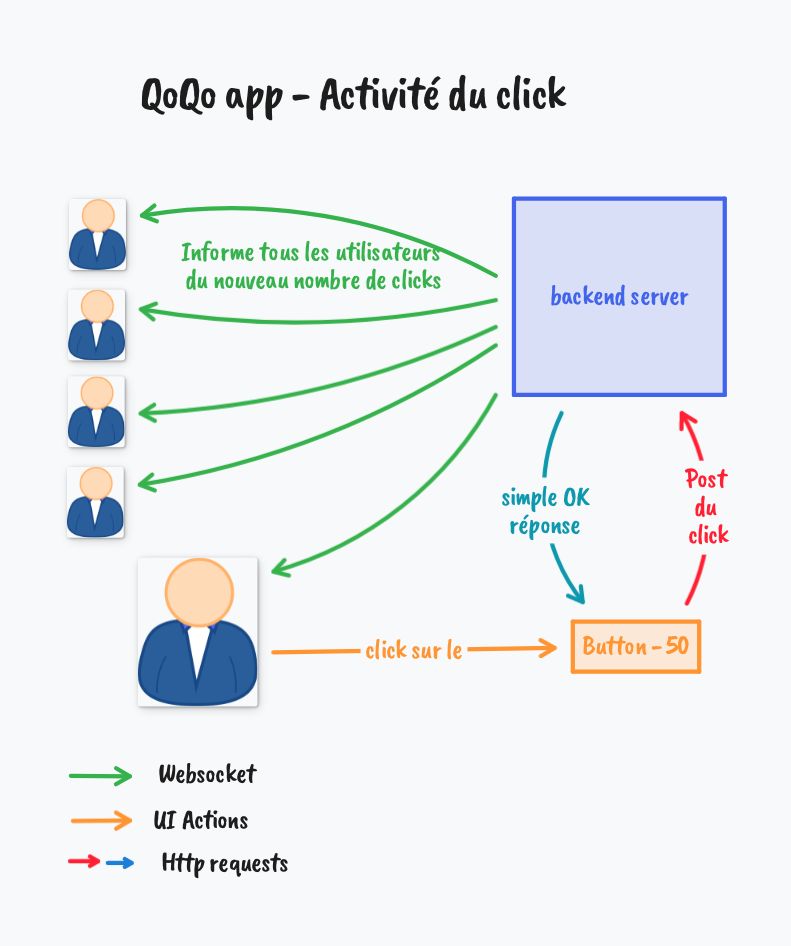 QoQo app - Activité du click
Informe tous les utilisateurs
du nouveau nombre de clicks
backend server
simple OK
réponse
Post
du
click
click sur le
Button - 50
Websocket
UI Actions
Http requests